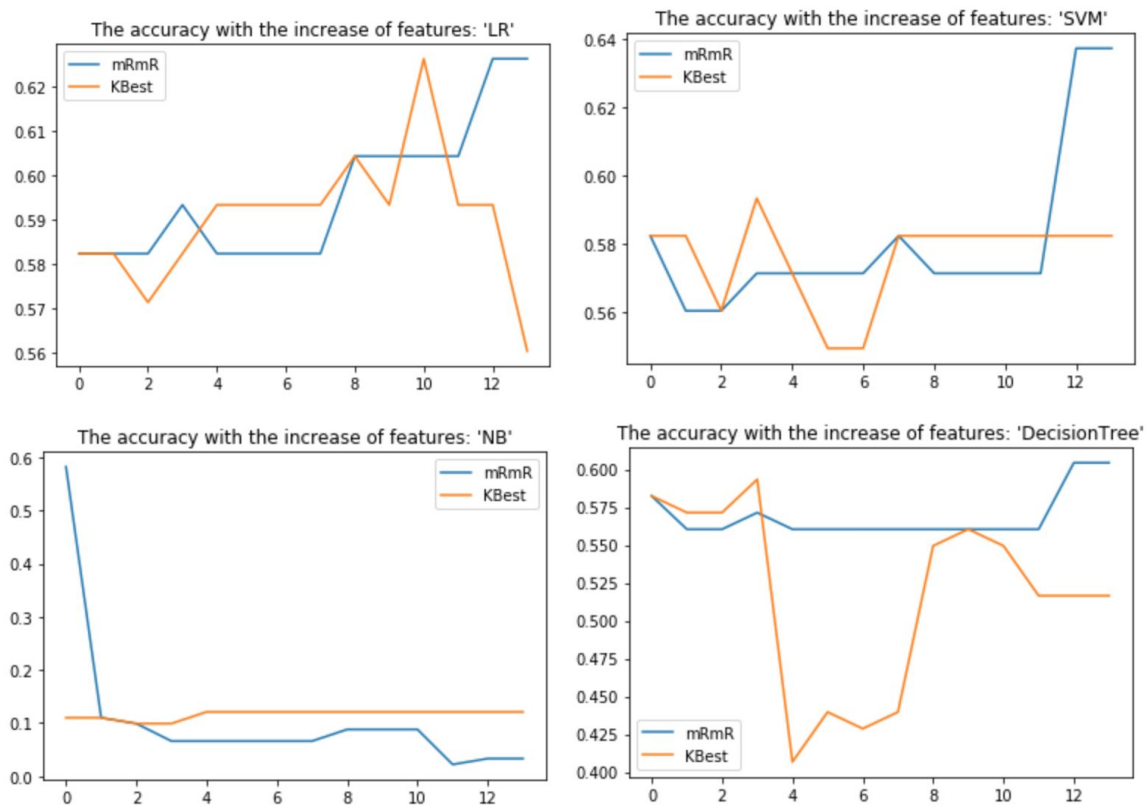 The accuracy with the increase of features: 'LR'
mRmR
KBest
0.62
0.61
0.60
0.59
0.58
0.57
0.56
0 2 4 6 8 10 12
The accuracy with the increase of features: 'SVM'
mRmR
KBest
0.64
0.62
0.60
0.58
0.56
0 2 4 6 8 10 12
The accuracy with the increase of features: 'NB'
mRmR
KBest
0.6
0.5
0.4
0.3
0.2
0.1
0.0
0 2 4 6 8 10 12
The accuracy with the increase of features: 'DecisionTree'
0.600
0.575
0.550
0.525
0.500
0.475
0.450
0.425
0.400
mRmR
KBest
0 2 4 6 8 10 12